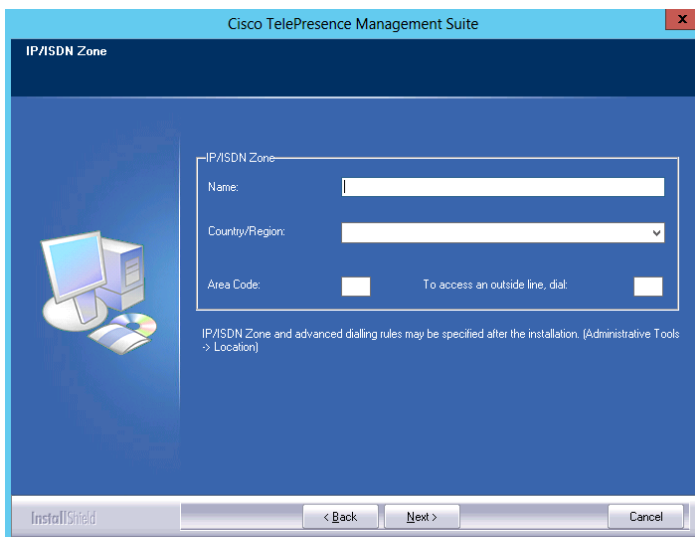 Cisco TelePresence Management Suite
x
IP/ISDN Zone
IP/ISDN Zone
Name:
Country/Region:
Area Code:
To access an outside line, dial:
IP/ISDN Zone and advanced dialling rules may be specified after the installation. (Administrative Tools
-> Location)
InstallShield
< Back
Next >
Cancel